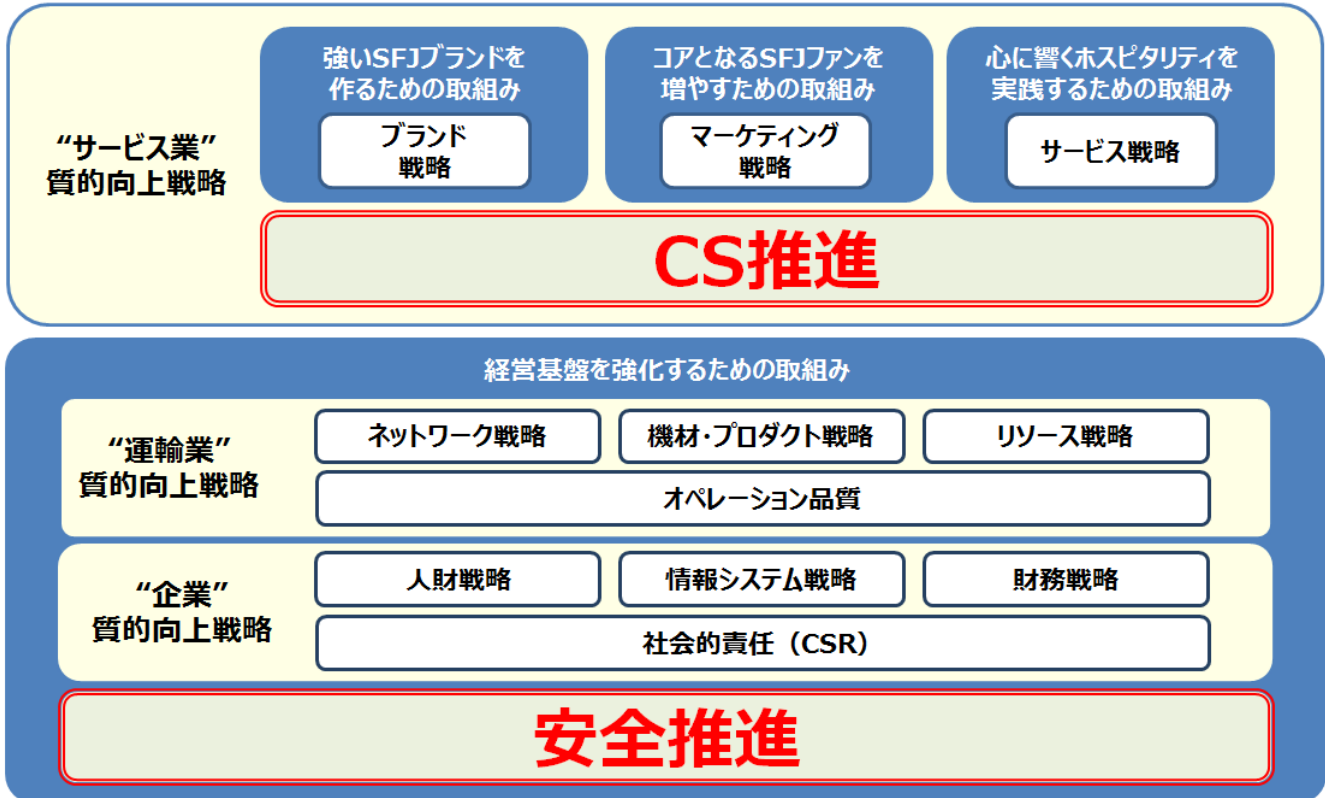 強いSFJブランドを
作るための取組み
ブランド
戦略
コアとなるSFJファンを
増やすための取組み
マーケティング
戦略
心に響くホスピタリティを
実践するための取組み
サービス戦略
“サービス業”
質的向上戦略
CS推進
経営基盤を強化するための取組み
“運輸業”
質的向上戦略
ネットワーク戦略
機材・プロダクト戦略
リソース戦略
オペレーション品質
“企業”
質的向上戦略
人財戦略
情報システム戦略
財務戦略
社会的責任（CSR）
安全推進